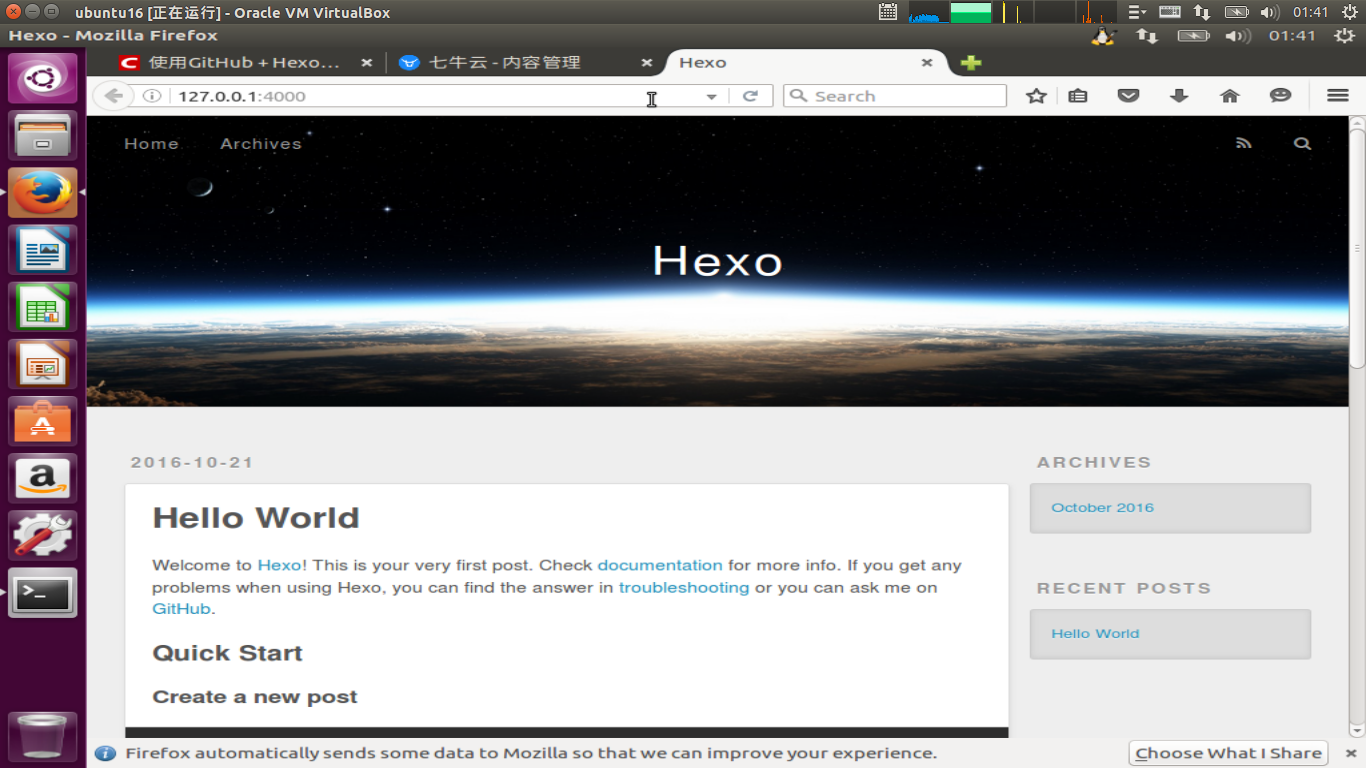 ubuntu16 [正在运行] - Oracle VM VirtualBox
01:41
Hexo - Mozilla Firefox
01:41
使用GitHub + Hexo…
七牛云 - 内容管理
Hexo
127.0.0.1:4000
Search
Home
Archives
Hexo
2016-10-21
Hello World
Welcome to Hexo! This is your very first post. Check documentation for more info. If you get any
problems when using Hexo, you can find the answer in troubleshooting or you can ask me on
GitHub.
Quick Start
Create a new post
ARCHIVES
October 2016
RECENT POSTS
Hello World
Firefox automatically sends some data to Mozilla so that we can improve your experience.
Choose What I Share